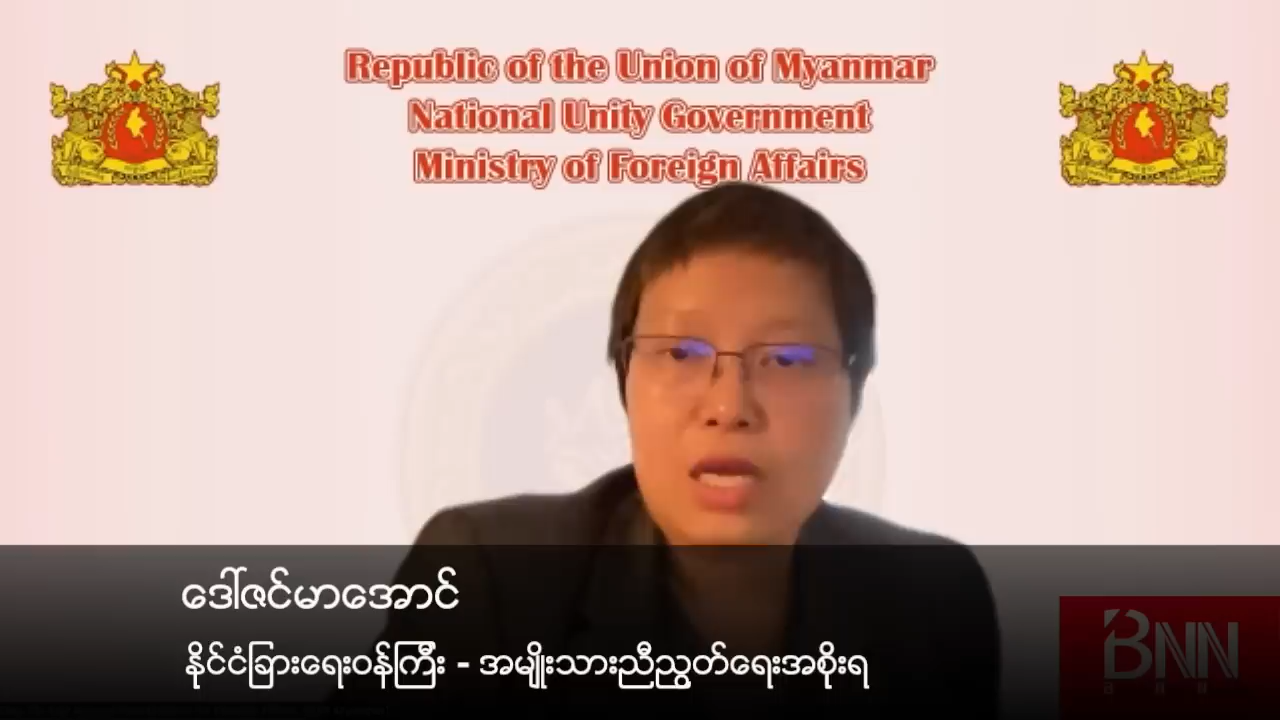 Republic of the Union of Myanmar
National Unity Government
Ministry of Foreign Affairs
ဒေါ်ဇင်မာအောင်
နိုင်ငံခြားရေးဝန်ကြီး - အမျိုးသားညီညွတ်ရေးအစိုးရ
BNN